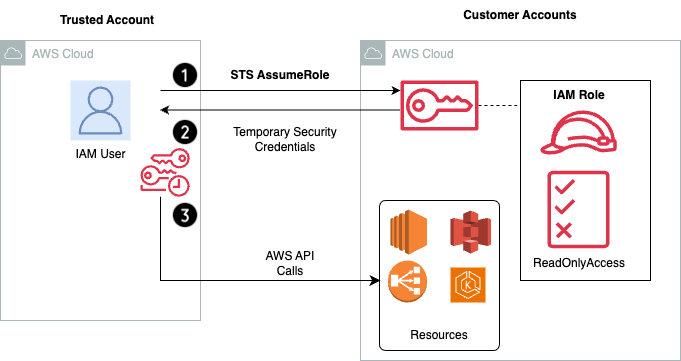 Trusted Account
Customer Accounts
AWS Cloud
AWS Cloud
1
STS AssumeRole
IAM User
2
Temporary Security
Credentials
3
AWS API
Calls
IAM Role
ReadOnlyAccess
K
Resources